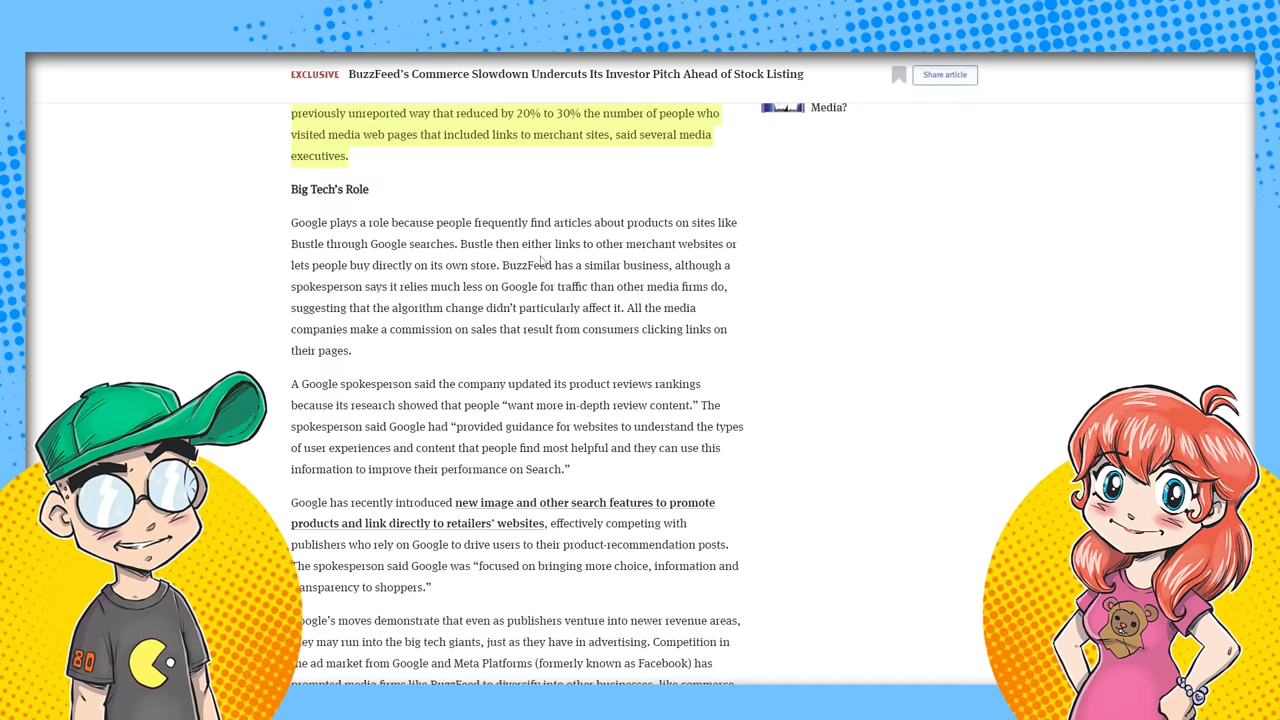 EXCLUSIVE BuzzFeed's Commerce Slowdown Undercuts Its Investor Pitch Ahead of Stock Listing
Share article
Media?
previously unreported way that reduced by 20% to 30% the number of people who
visited media web pages that included links to merchant sites, said several media
executives.
Big Tech's Role
Google plays a role because people frequently find articles about products on sites like
Bustle through Google searches. Bustle then either links to other merchant websites or
lets people buy directly on its own store. BuzzFeed has a similar business, although a
spokesperson says it relies much less on Google for traffic than other media firms do,
suggesting that the algorithm change didn't particularly affect it. All the media
companies make a commission on sales that result from consumers clicking links on
their pages.
A Google spokesperson said the company updated its product reviews rankings
because its research showed that people “want more in-depth review content.” The
spokesperson said Google had “provided guidance for websites to understand the types
of user experiences and content that people find most helpful and they can use this
information to improve their performance on Search.”
Google has recently introduced new image and other search features to promote
products and link directly to retailers' websites, effectively competing with
publishers who rely on Google to drive users to their product-recommendation posts.
The spokesperson said Google was “focused on bringing more choice, information and
ansparency to shoppers.”
oogle's moves demonstrate that even as publishers venture into newer revenue areas,
hey may run into the big tech giants, just as they have in advertising. Competition in
he ad market from Google and Meta Platforms (formerly known as Facebook) has
prompted media firms like BuzzFeed to diversify into other businesses, like commerce
80